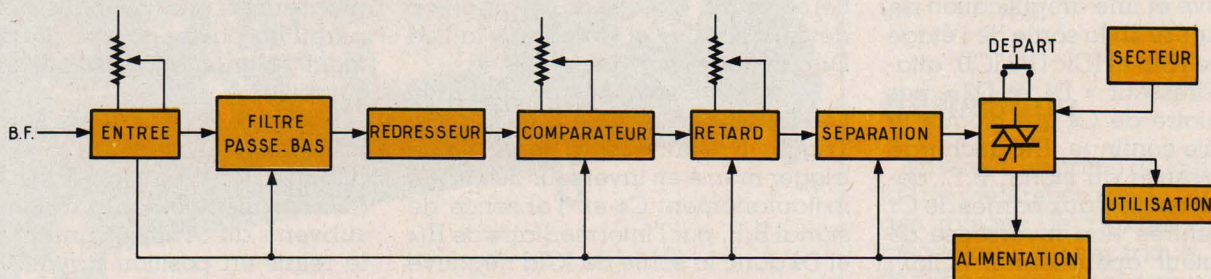 DEPART
SECTEUR
B.F.
ENTREE
FILTRE
PASSE_BAS
REDRESSEUR
COMPARATEUR
RETARD
SEPARATION
UTILISATION
ALIMENTATION